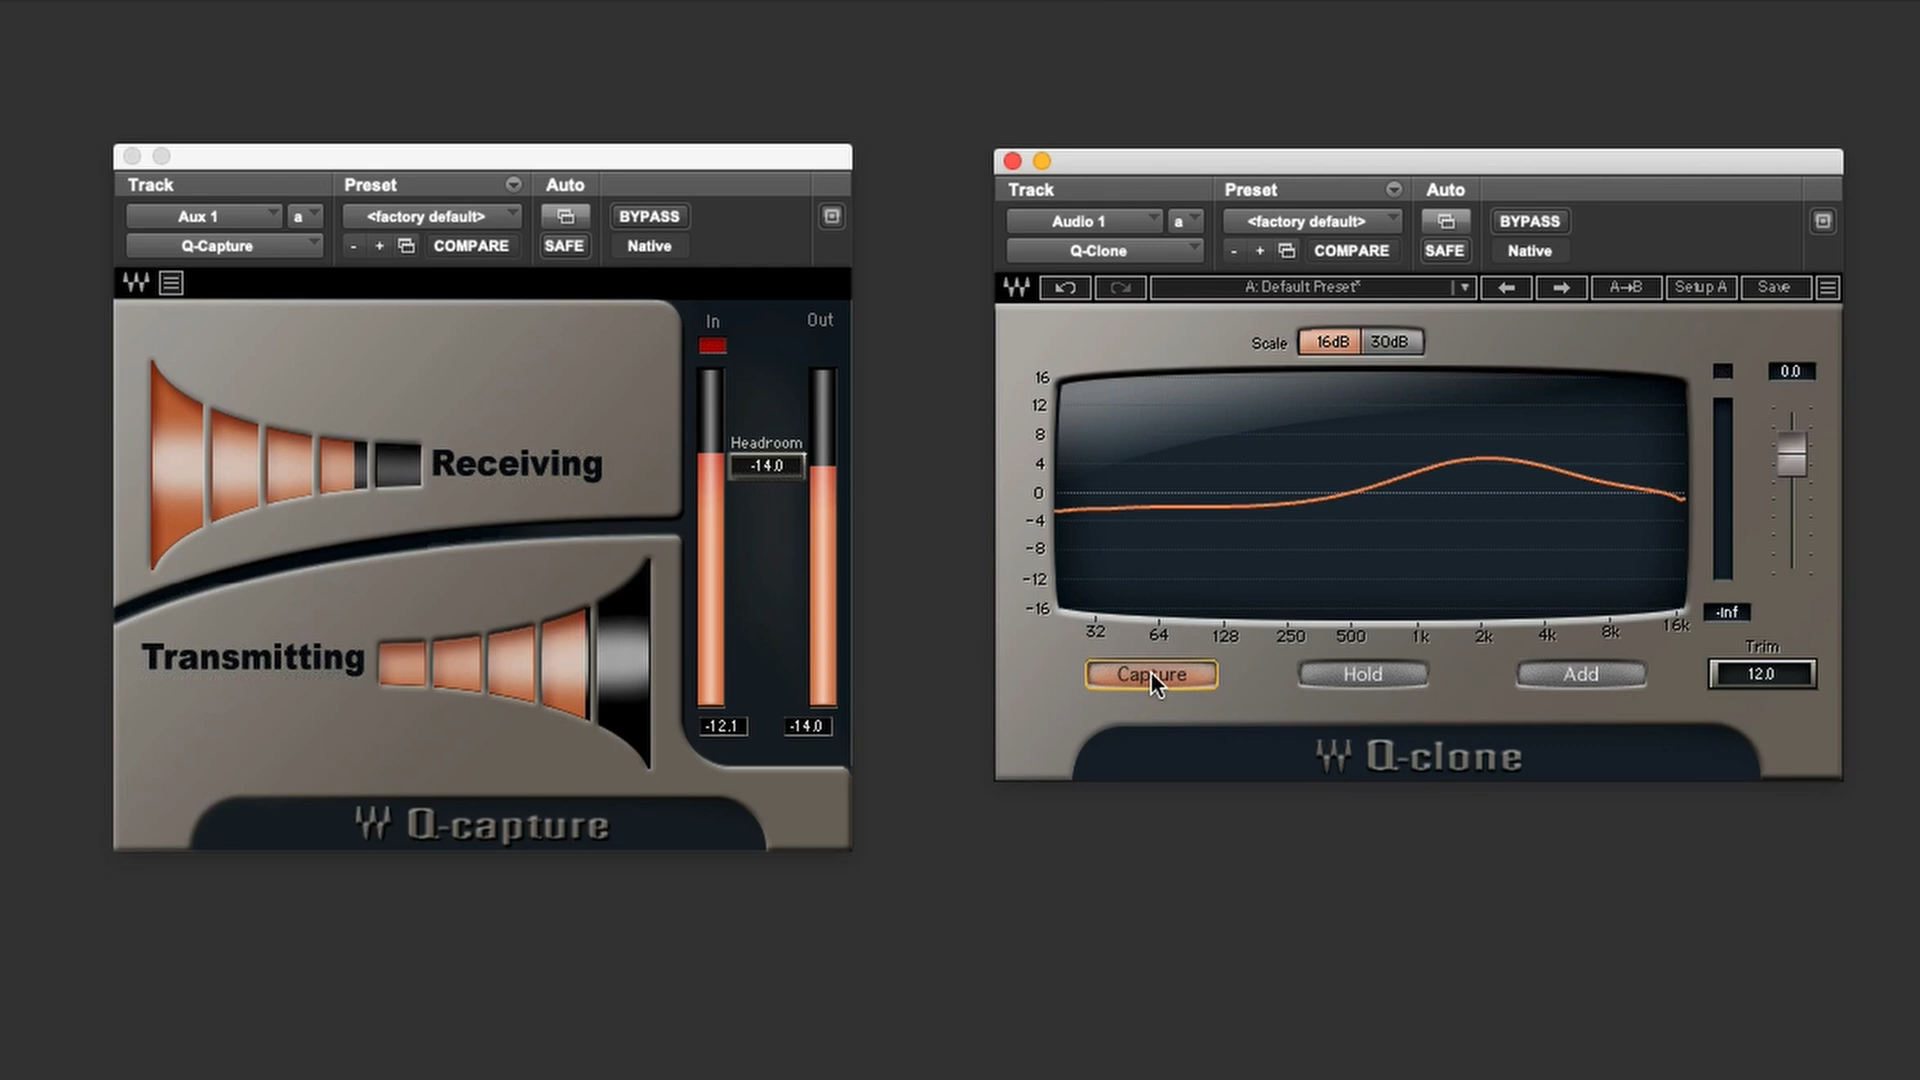 Track Preset Auto
Aux 1 a <factory default> BYPASS
Q-Capture - + COMPARE SAFE Native
In Out
Receiving
Headroom
-14.0
Transmitting
-12.1 -14.0
Q-capture
Track Preset Auto
Audio 1 a <factory default> BYPASS
Q-Clone - + COMPARE SAFE Native
A: Default Preset* A→B Setup A Save
Scale 16dB 30dB
16 0.0
12
8
4
0
-4
-8
-12
-16 -Inf
32 64 128 250 500 1k 2k 4k 8k 16k
Trim
Capture Hold Add 12.0
Q-clone